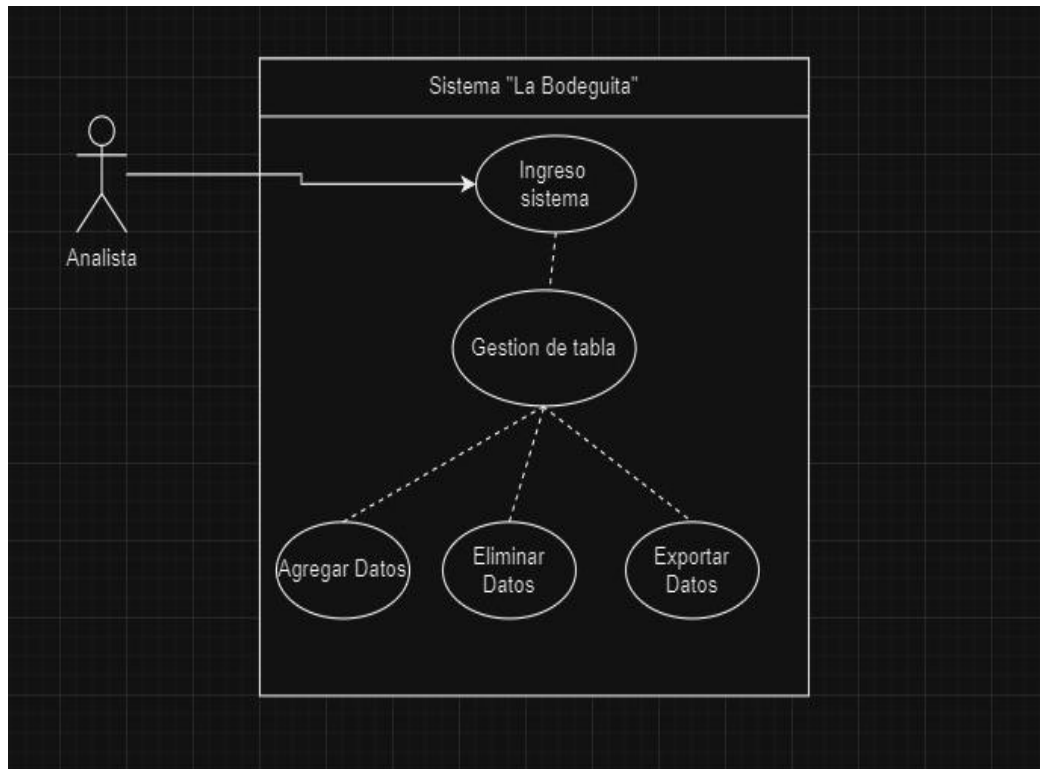 Sistema "La Bodeguita"
Ingreso
sistema
Analista
Gestion de tabla
Agregar Datos
Eliminar
Datos
Exportar
Datos